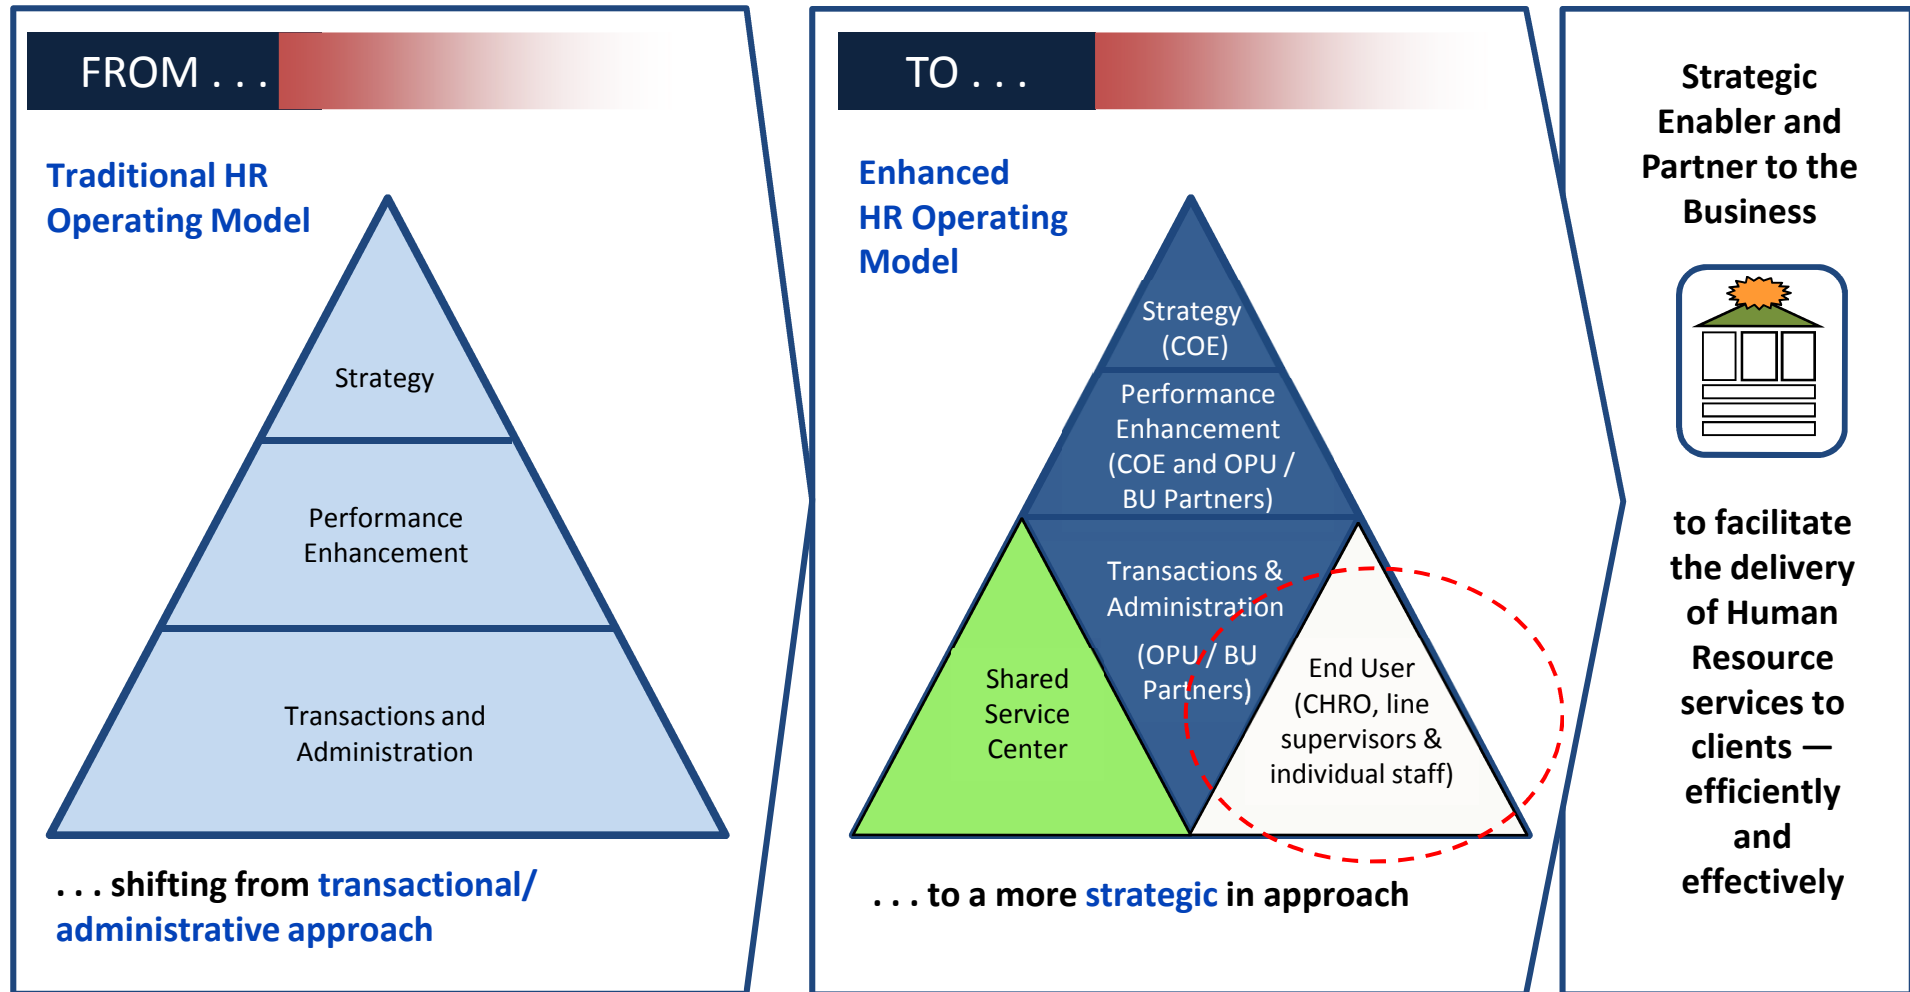 FROM . . .
Traditional HR
Operating Model
Strategy
Performance
Enhancement
Transactions and
Administration
. . . shifting from transactional/
administrative approach
TO . . .
Enhanced
HR Operating
Model
Strategy
(COE)
Performance
Enhancement
(COE and OPU /
BU Partners)
Transactions &
Administration
(OPU / BU
Partners)
Shared
Service
Center
End User
(CHRO, line
supervisors &
individual staff)
. . . to a more strategic in approach
Strategic
Enabler and
Partner to the
Business
to facilitate
the delivery
of Human
Resource
services to
clients —
efficiently
and
effectively